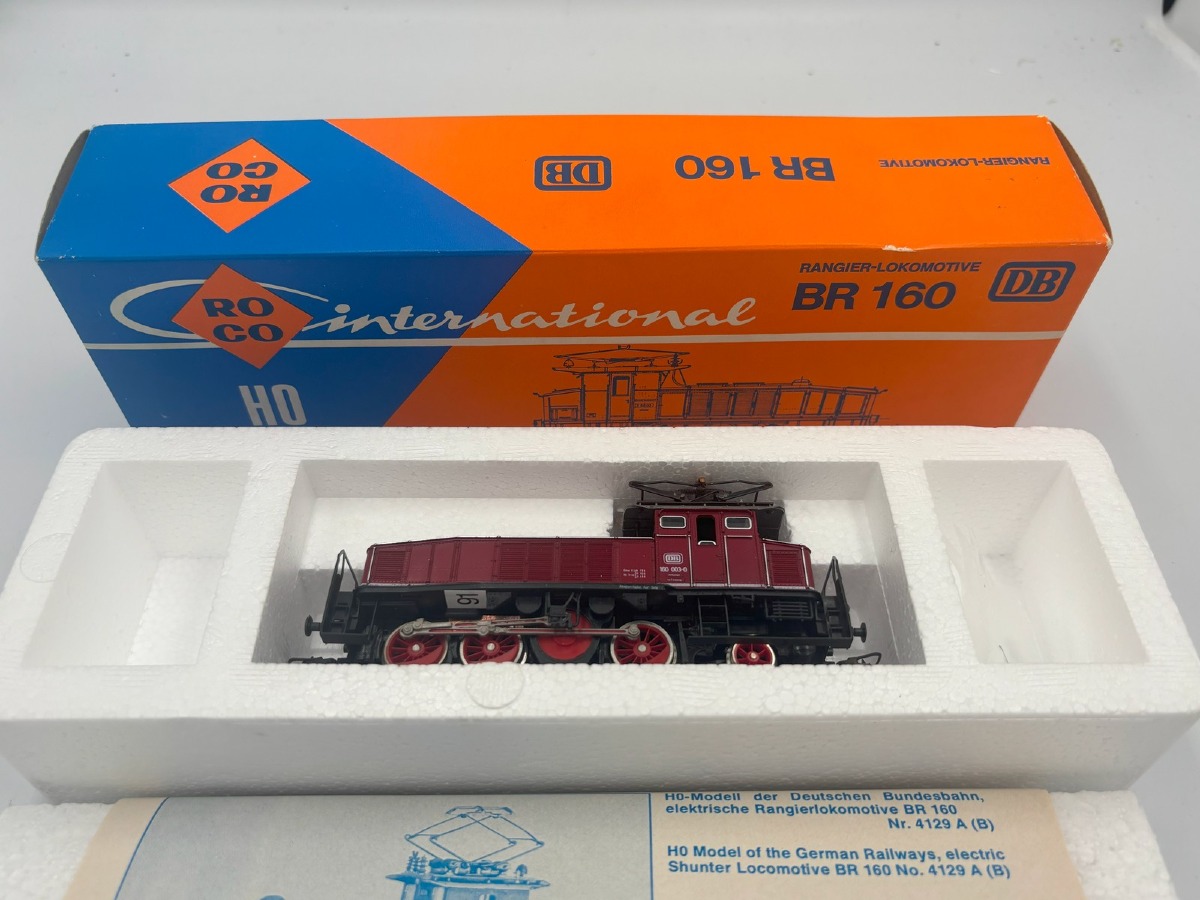 RO
CO
DB
BR 160
RANGIER-LOKOMOTIVE
RO
CO
international
H0
RANGIER-LOKOMOTIVE
BR 160
DB
DB
160 003-0
H0-Modell der Deutschen Bundesbahn,
elektrische Rangierlokomotive BR 160
Nr. 4129 A (B)
H0 Model of the German Railways, electric
Shunter Locomotive BR 160 No. 4129 A (B)